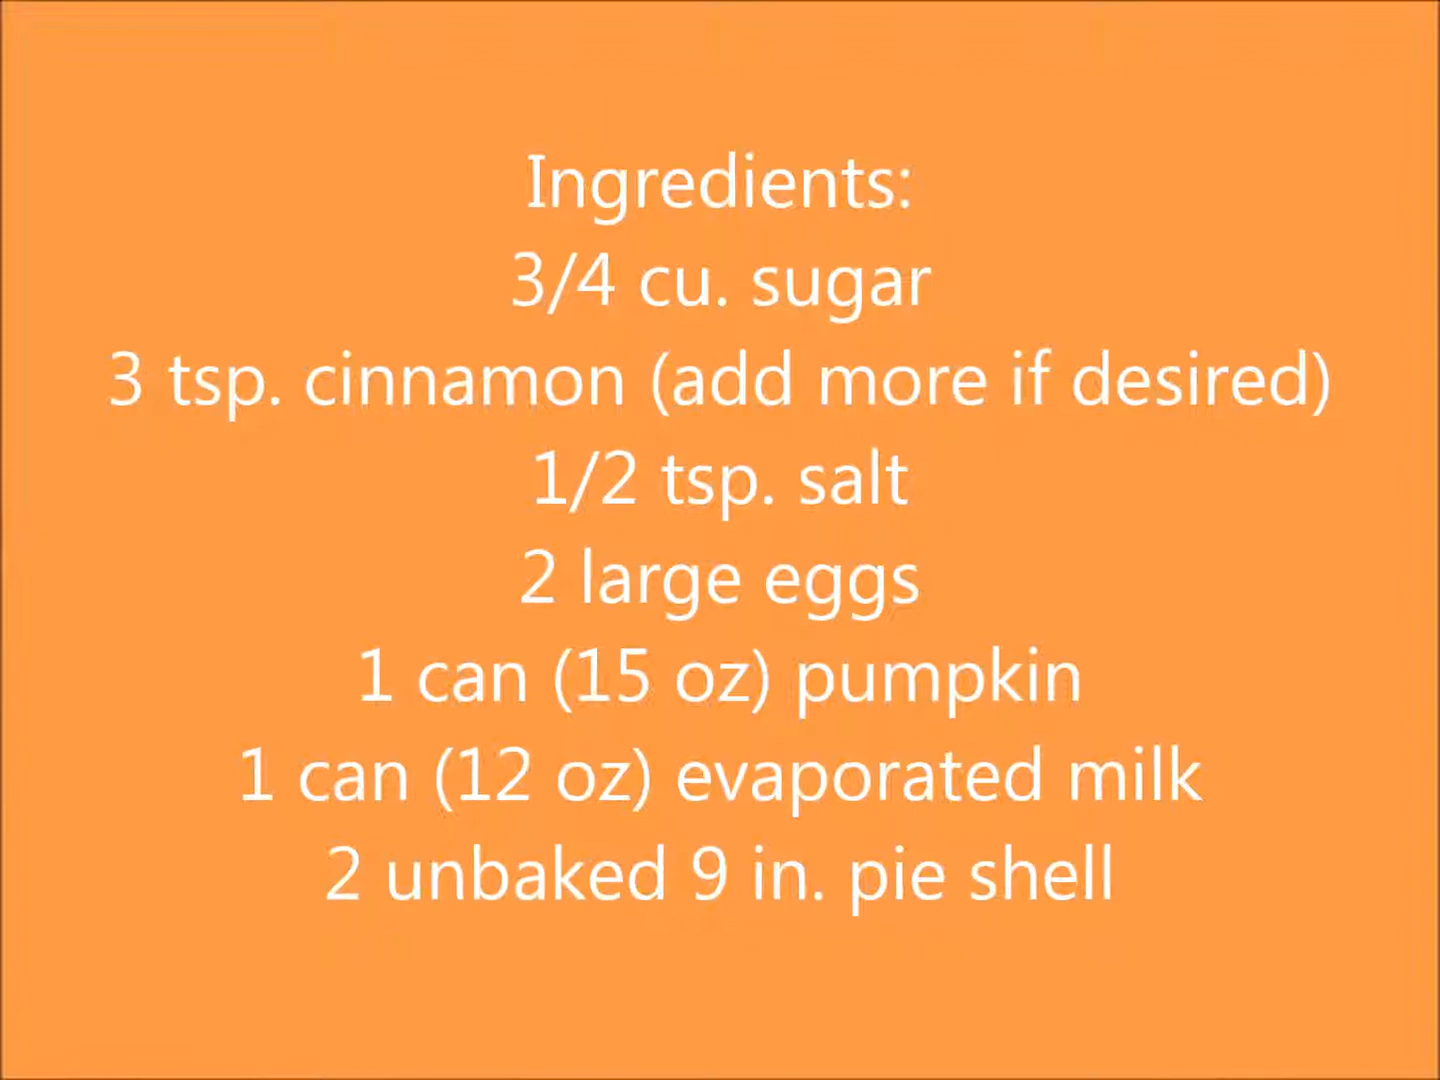 Ingredients:
3/4 cu. sugar
3 tsp. cinnamon (add more if desired)
1/2 tsp. salt
2 large eggs
1 can (15 oz) pumpkin
1 can (12 oz) evaporated milk
2 unbaked 9 in. pie shell